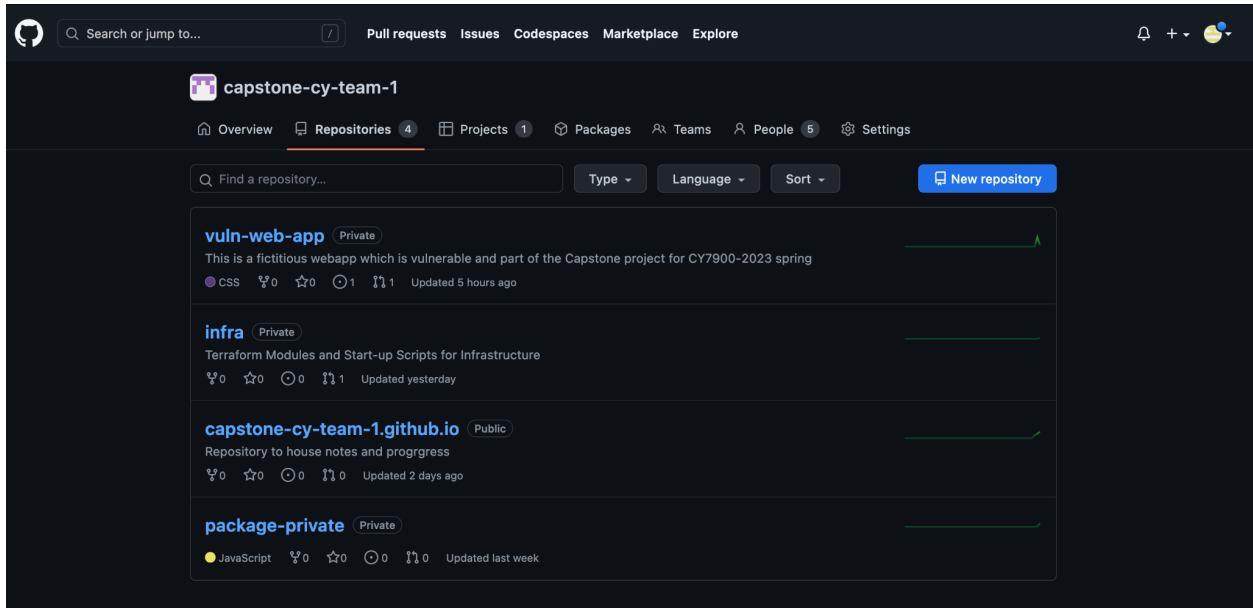 Search or jump to... / Pull requests Issues Codespaces Marketplace Explore
capstone-cy-team-1
Overview Repositories 4 Projects 1 Packages Teams People 5 Settings
Find a repository... Type Language Sort New repository
vuln-web-app Private
This is a fictitious webapp which is vulnerable and part of the Capstone project for CY7900-2023 spring
CSS 0 0 1 1 Updated 5 hours ago
infra Private
Terraform Modules and Start-up Scripts for Infrastructure
0 0 0 1 Updated yesterday
capstone-cy-team-1.github.io Public
Repository to house notes and progrgress
0 0 0 0 Updated 2 days ago
package-private Private
JavaScript 0 0 0 0 Updated last week